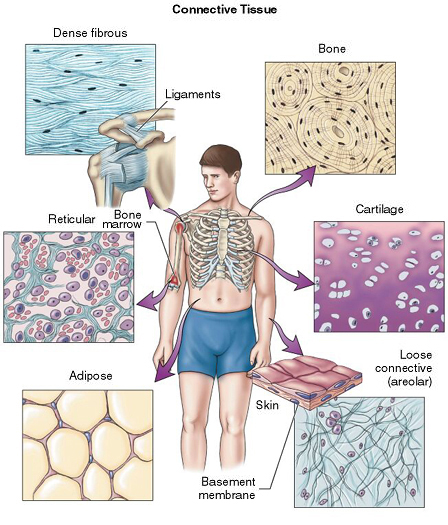 Connective Tissue
Dense fibrous
Bone
Ligaments
Reticular
Bone
marrow
Cartilage
Loose
connective
(areolar)
Adipose
Skin
Basement
membrane